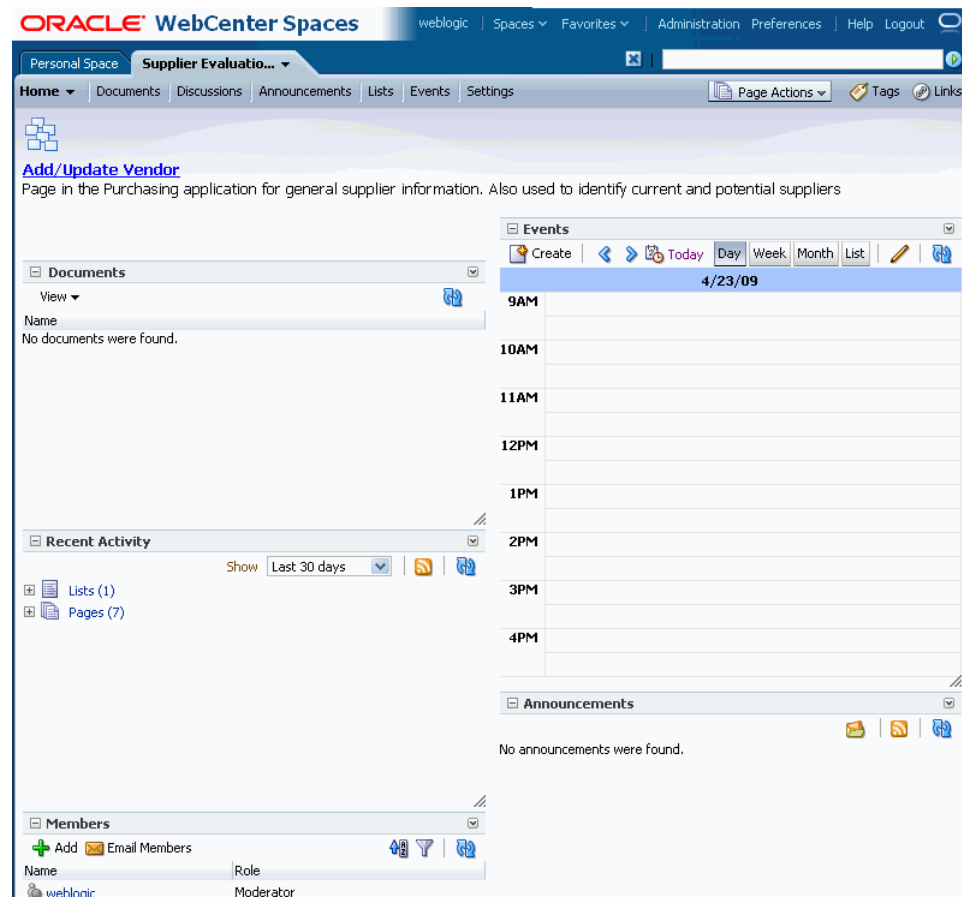 ORACLE WebCenter Spaces
weblogic Spaces Favorites Administration Preferences Help Logout
Personal Space Supplier Evaluatio...
Home Documents Discussions Announcements Lists Events Settings
Page Actions Tags Links
Add/Update Vendor
Page in the Purchasing application for general supplier information. Also used to identify current and potential suppliers
Documents
View
Name
No documents were found.
Recent Activity
Show Last 30 days
Lists (1)
Pages (7)
Members
Add Email Members
Name Role
weblogic Moderator
Events
Create Today Day Week Month List
4/23/09
9AM
10AM
11AM
12PM
1PM
2PM
3PM
4PM
Announcements
No announcements were found.